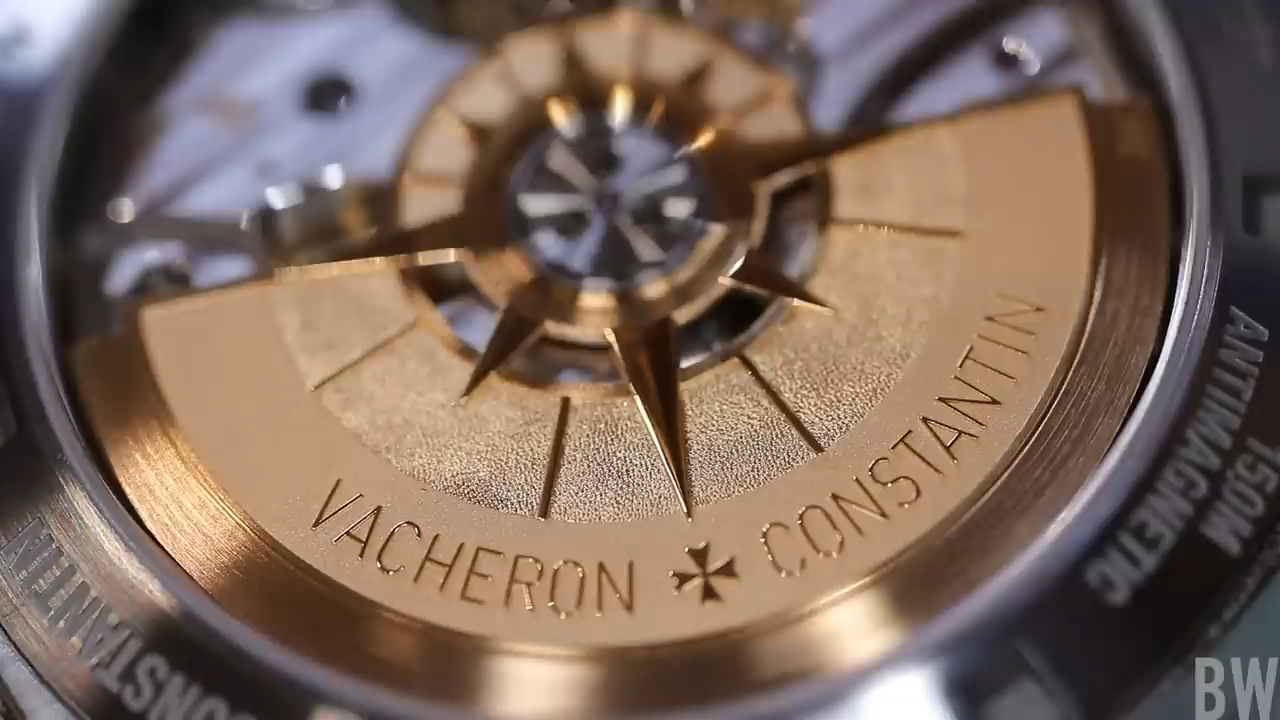 VACHERON CONSTANTIN
ANTIMAGNETIC
150M
CONSTANTIN
BW